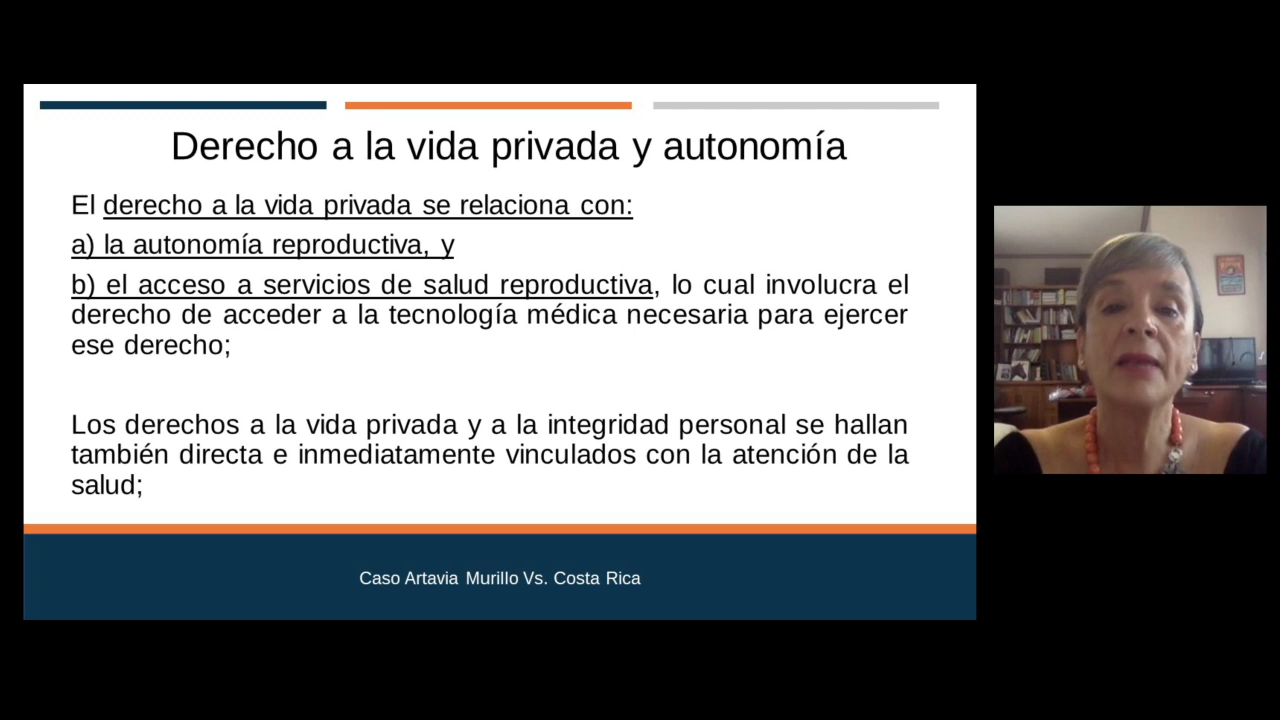 Derecho a la vida privada y autonomía
El derecho a la vida privada se relaciona con:
a) la autonomía reproductiva, y
b) el acceso a servicios de salud reproductiva, lo cual involucra el
derecho de acceder a la tecnología médica necesaria para ejercer
ese derecho;
Los derechos a la vida privada y a la integridad personal se hallan
también directa e inmediatamente vinculados con la atención de la
salud;
Caso Artavia Murillo Vs. Costa Rica